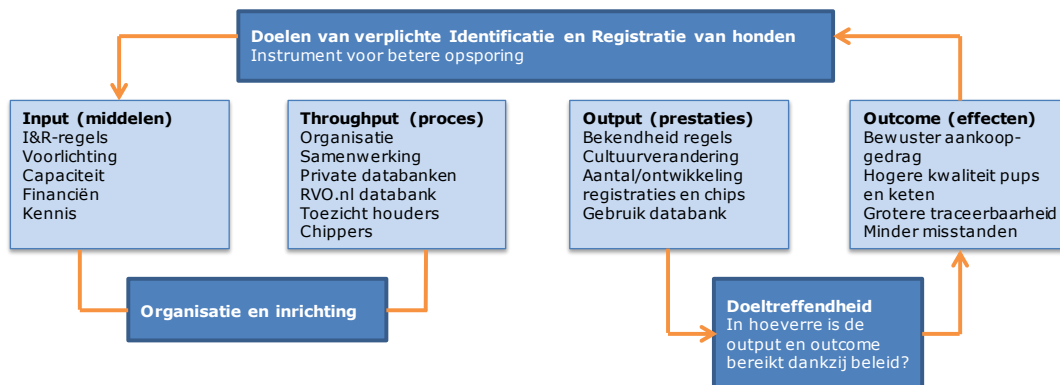 Doelen van verplichte Identificatie en Registratie van honden
Instrument voor betere opsporing
Input (middelen)
I&R-regels
Voorlichting
Capaciteit
Financiën
Kennis
Throughput (proces)
Organisatie
Samenwerking
Private databanken
RVO.nl databank
Toezicht houders
Chippers
Output (prestaties)
Bekendheid regels
Cultuurverandering
Aantal/ontwikkeling
registraties en chips
Gebruik databank
Outcome (effecten)
Bewuster aankoop-
gedrag
Hogere kwaliteit pups
en keten
Grotere traceerbaarheid
Minder misstanden
Organisatie en inrichting
Doeltreffendheid
In hoeverre is de
output en outcome
bereikt dankzij beleid?